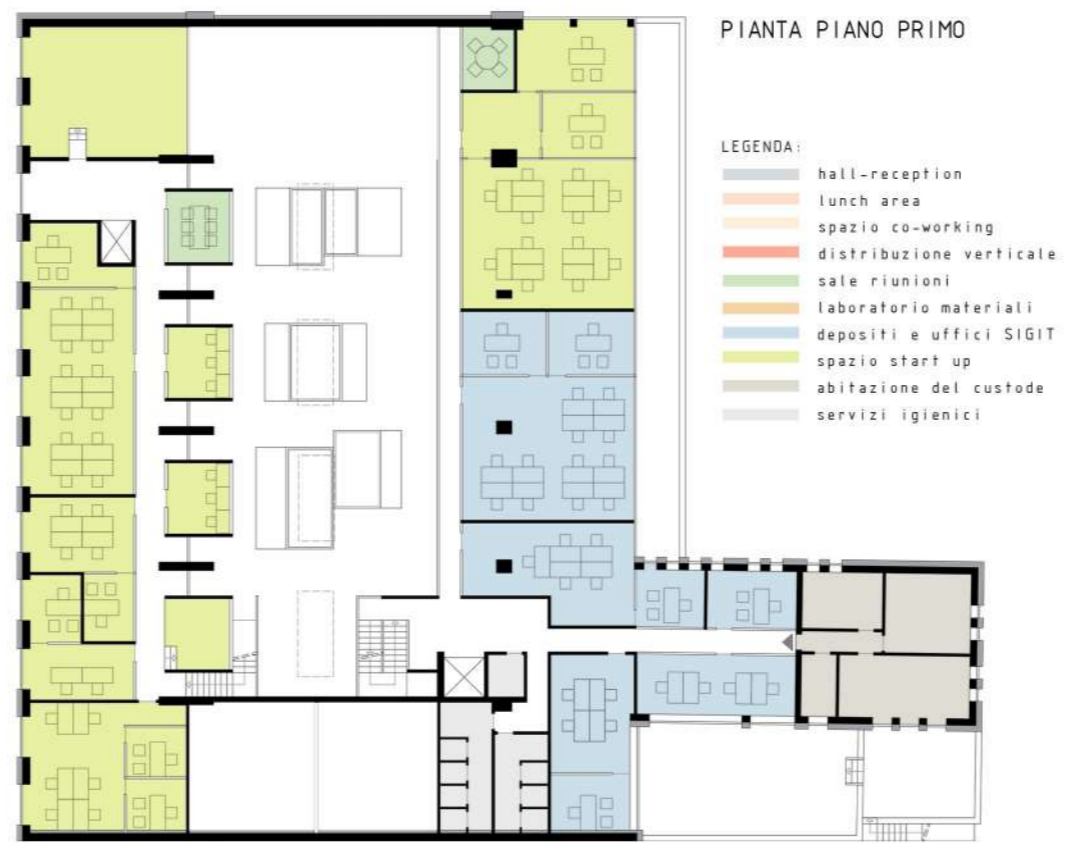 PIANTA PIANO PRIMO
LEGENDA:
hall-reception
lunch area
spazio co-working
distribuzione verticale
sale riunioni
laboratorio materiali
depositi e uffici SIGIT
spazio start up
abitazione del custode
servizi igienici